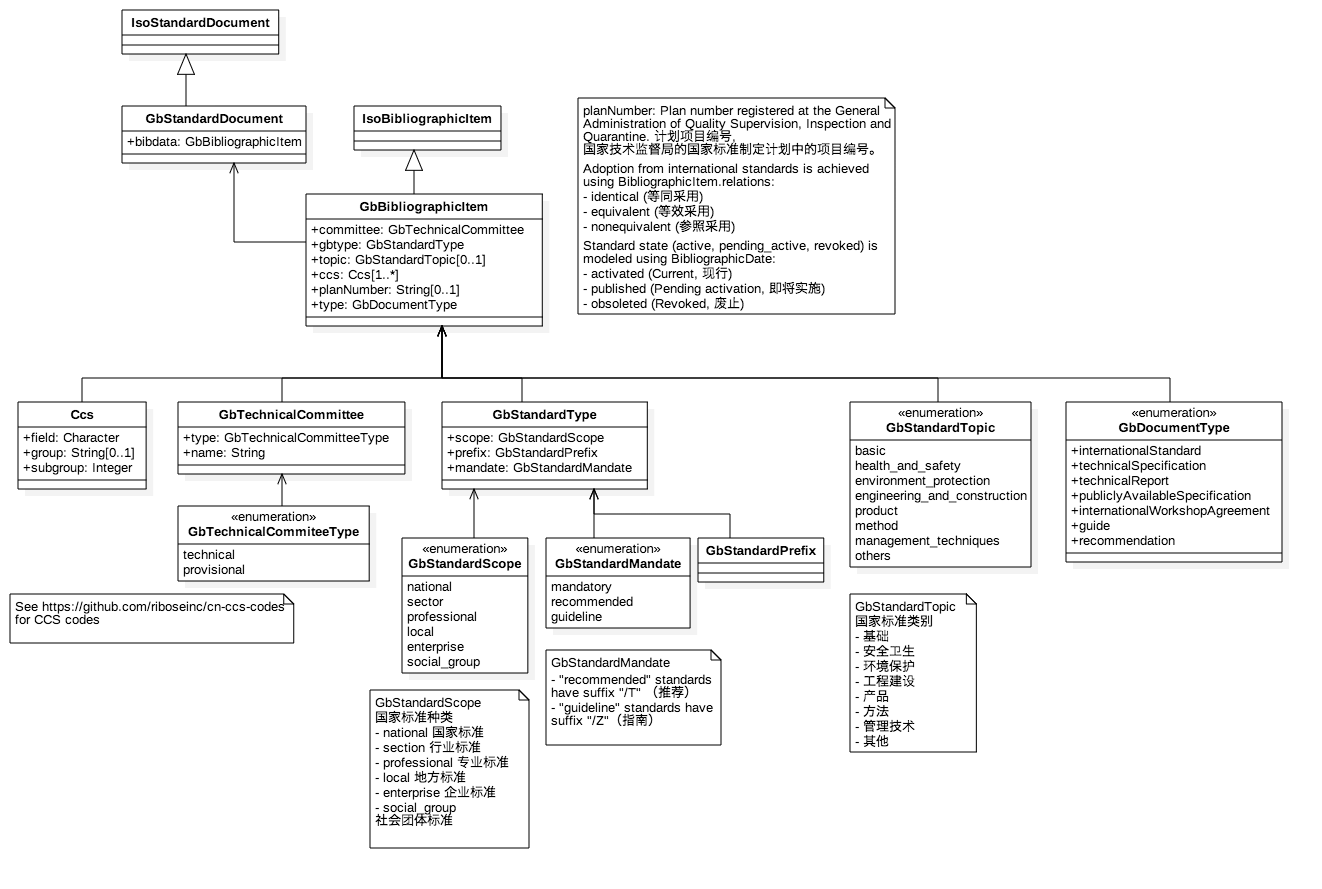 IsoStandardDocument
GbStandardDocument
+bibdata: GbBibliographicItem
IsoBibliographicItem
GbBibliographicItem
+committee: GbTechnicalCommittee
+gbtype: GbStandardType
+topic: GbStandardTopic[0..1]
+ccs: Ccs[1..*]
+planNumber: String[0..1]
+type: GbDocumentType
planNumber: Plan number registered at the General
Administration of Quality Supervision, Inspection and
Quarantine. 计划项目编号,
国家技术监督局的国家标准制定计划中的项目编号。
Adoption from international standards is achieved
using BibliographicItem.relations:
- identical (等同采用)
- equivalent (等效采用)
- nonequivalent (参照采用)
Standard state (active, pending_active, revoked) is
modeled using BibliographicDate:
- activated (Current, 现行)
- published (Pending activation, 即将实施)
- obsoleted (Revoked, 废止)
Ccs
+field: Character
+group: String[0..1]
+subgroup: Integer
GbTechnicalCommittee
+type: GbTechnicalCommitteeType
+name: String
GbStandardType
+scope: GbStandardScope
+prefix: GbStandardPrefix
+mandate: GbStandardMandate
«enumeration»
GbStandardTopic
basic
health_and_safety
environment_protection
engineering_and_construction
product
method
management_techniques
others
«enumeration»
GbDocumentType
+internationalStandard
+technicalSpecification
+technicalReport
+publiclyAvailableSpecification
+internationalWorkshopAgreement
+guide
+recommendation
«enumeration»
GbTechnicalCommiteeType
technical
provisional
«enumeration»
GbStandardScope
national
sector
professional
local
enterprise
social_group
«enumeration»
GbStandardMandate
mandatory
recommended
guideline
GbStandardPrefix
See https://github.com/riboseinc/cn-ccs-codes
for CCS codes
GbStandardScope
国家标准种类
- national 国家标准
- section 行业标准
- professional 专业标准
- local 地方标准
- enterprise 企业标准
- social_group
社会团体标准
GbStandardMandate
- "recommended" standards
have suffix "/T" （推荐）
- "guideline" standards have
suffix "/Z"（指南）
GbStandardTopic
国家标准类别
- 基础
- 安全卫生
- 环境保护
- 工程建设
- 产品
- 方法
- 管理技术
- 其他